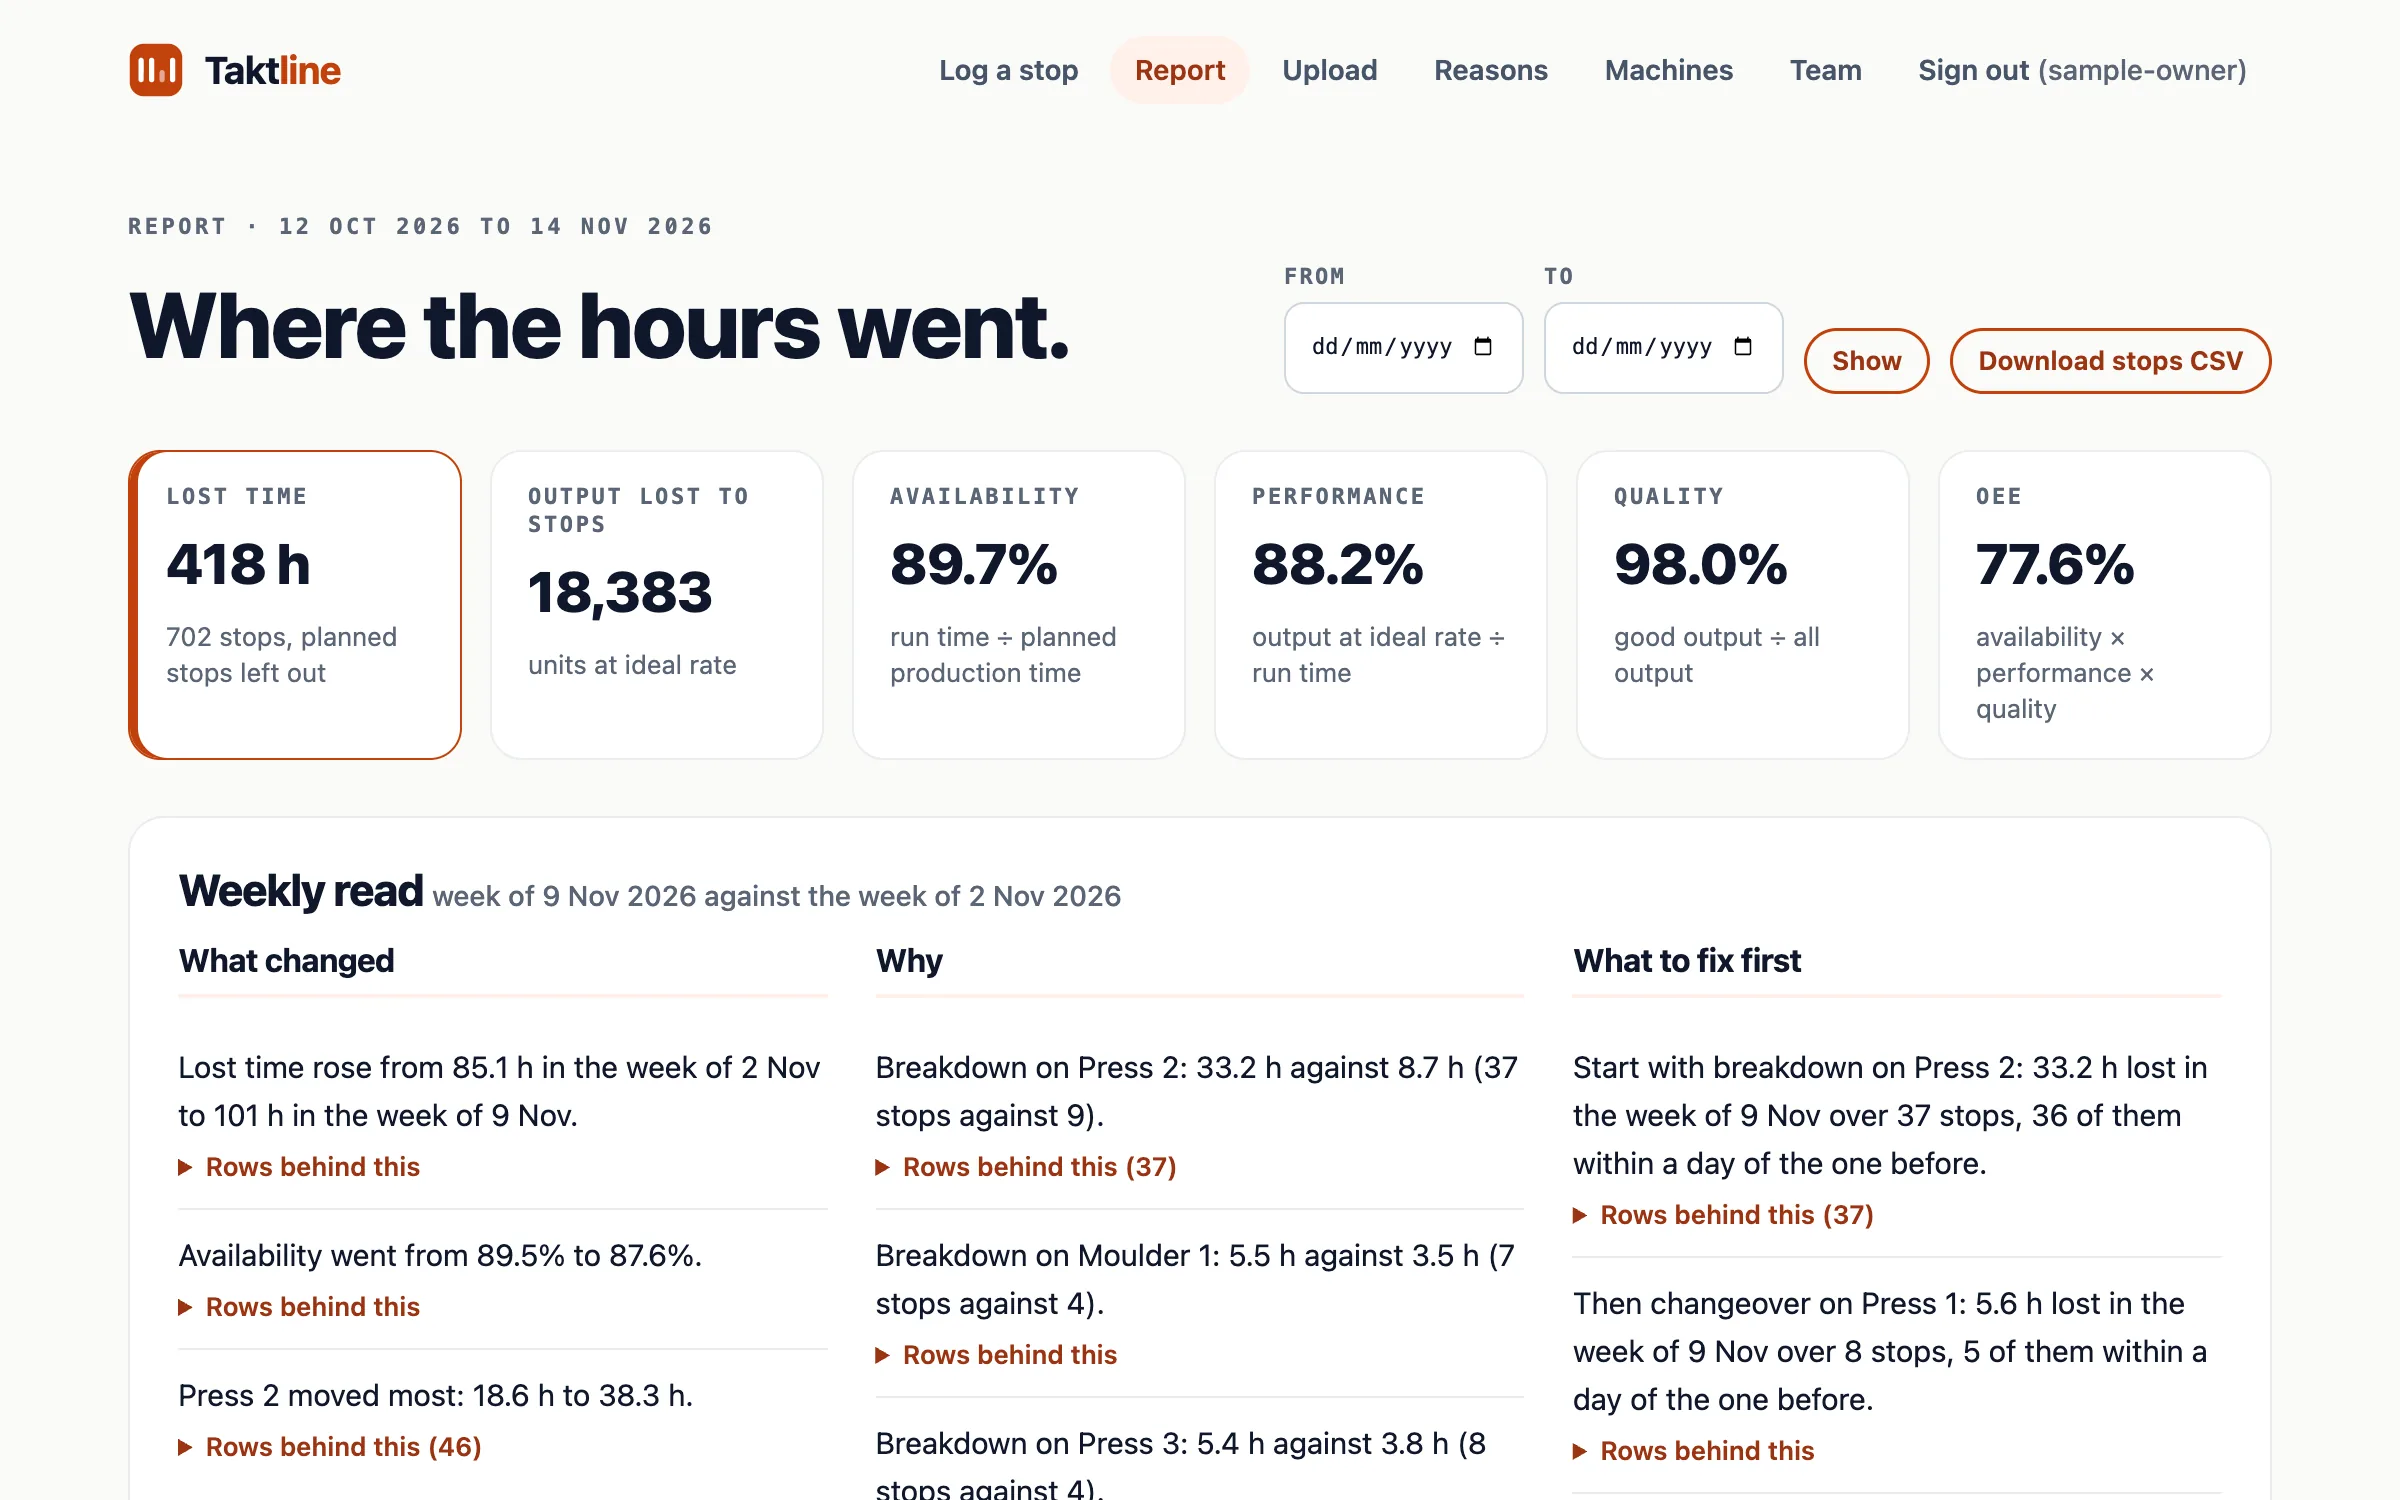 Taktline
Log a stop
Report
Upload
Reasons
Machines
Team
Sign out (sample-owner)
REPORT · 12 OCT 2026 TO 14 NOV 2026
Where the hours went.
FROM
dd/mm/yyyy
TO
dd/mm/yyyy
Show
Download stops CSV
LOST TIME
418 h
702 stops, planned
stops left out
OUTPUT LOST TO
STOPS
18,383
units at ideal rate
AVAILABILITY
89.7%
run time ÷ planned
production time
PERFORMANCE
88.2%
output at ideal rate ÷
run time
QUALITY
98.0%
good output ÷ all
output
OEE
77.6%
availability ×
performance ×
quality
Weekly read week of 9 Nov 2026 against the week of 2 Nov 2026
What changed
Lost time rose from 85.1 h in the week of 2 Nov
to 101 h in the week of 9 Nov.
Rows behind this
Availability went from 89.5% to 87.6%.
Rows behind this
Press 2 moved most: 18.6 h to 38.3 h.
Rows behind this (46)
Why
Breakdown on Press 2: 33.2 h against 8.7 h (37
stops against 9).
Rows behind this (37)
Breakdown on Moulder 1: 5.5 h against 3.5 h (7
stops against 4).
Rows behind this
Breakdown on Press 3: 5.4 h against 3.8 h (8
stops against 4).
What to fix first
Start with breakdown on Press 2: 33.2 h lost in
the week of 9 Nov over 37 stops, 36 of them
within a day of the one before.
Rows behind this (37)
Then changeover on Press 1: 5.6 h lost in the
week of 9 Nov over 8 stops, 5 of them within a
day of the one before.
Rows behind this